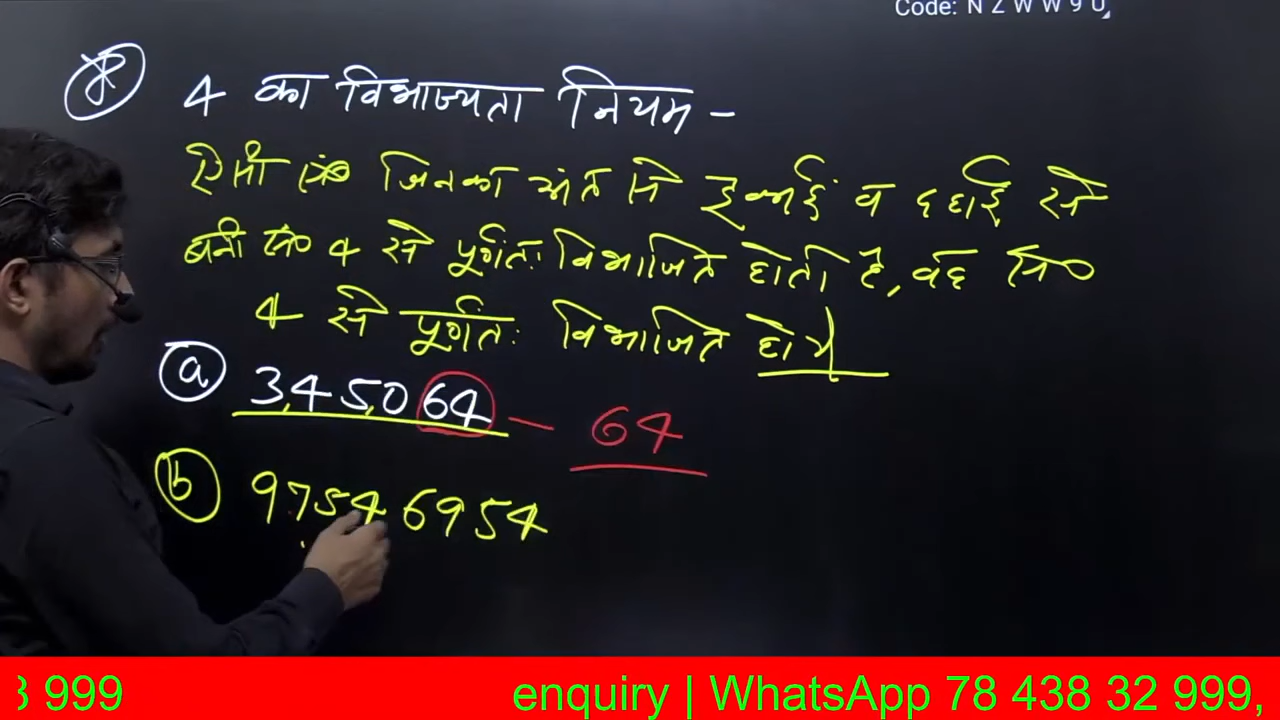 Code: N Z W W 9 U
4 का विभाज्यता नियम -
ऐसी सं० जिनका अंत में इकाई व दहाई से
बनी सं० 4 से पूर्णतः विभाजित होती है, वह सं०
4 से पूर्णतः विभाजित होगी
a 3,45,064 - 64
b 97546954
3 999 enquiry | WhatsApp 78 438 32 999,